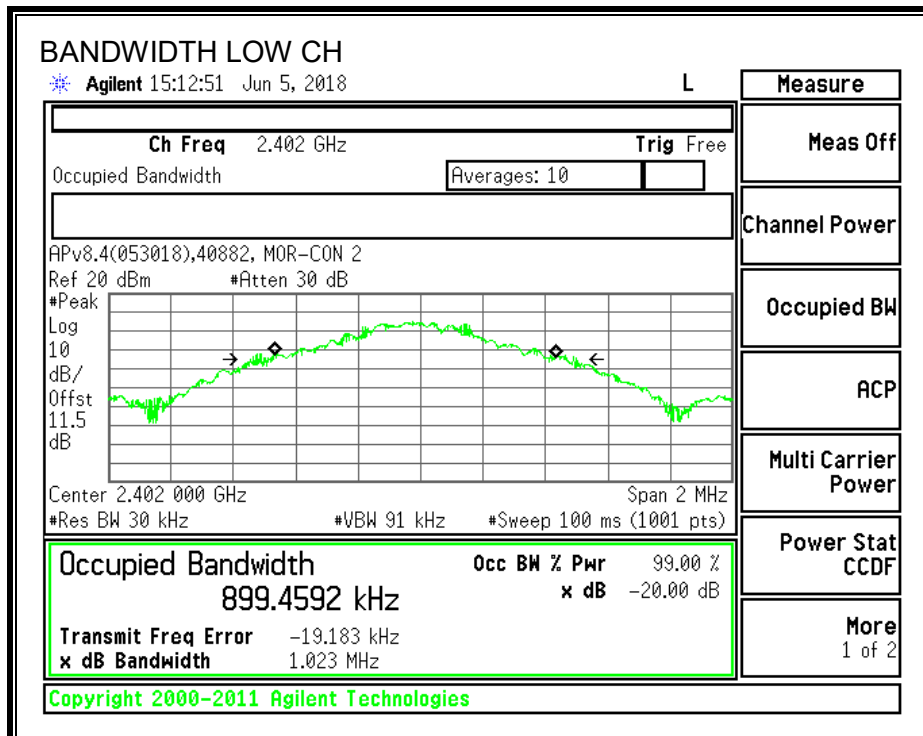 BANDWIDTH LOW CH
Agilent 15:12:51 Jun 5, 2018 L
Measure
Ch Freq 2.402 GHz Trig Free
Meas Off
Occupied Bandwidth Averages: 10
Channel Power
APv8.4(053018),40882, MOR-CON 2
Ref 20 dBm #Atten 30 dB
#Peak
Log
10
dB/
Offst
11.5
dB
Occupied BW
ACP
Multi Carrier
Power
Center 2.402 000 GHz Span 2 MHz
#Res BW 30 kHz #VBW 91 kHz #Sweep 100 ms (1001 pts)
Power Stat
CCDF
Occupied Bandwidth Occ BW % Pwr 99.00 %
899.4592 kHz x dB -20.00 dB
Transmit Freq Error -19.183 kHz
x dB Bandwidth 1.023 MHz
More
1 of 2
Copyright 2000-2011 Agilent Technologies